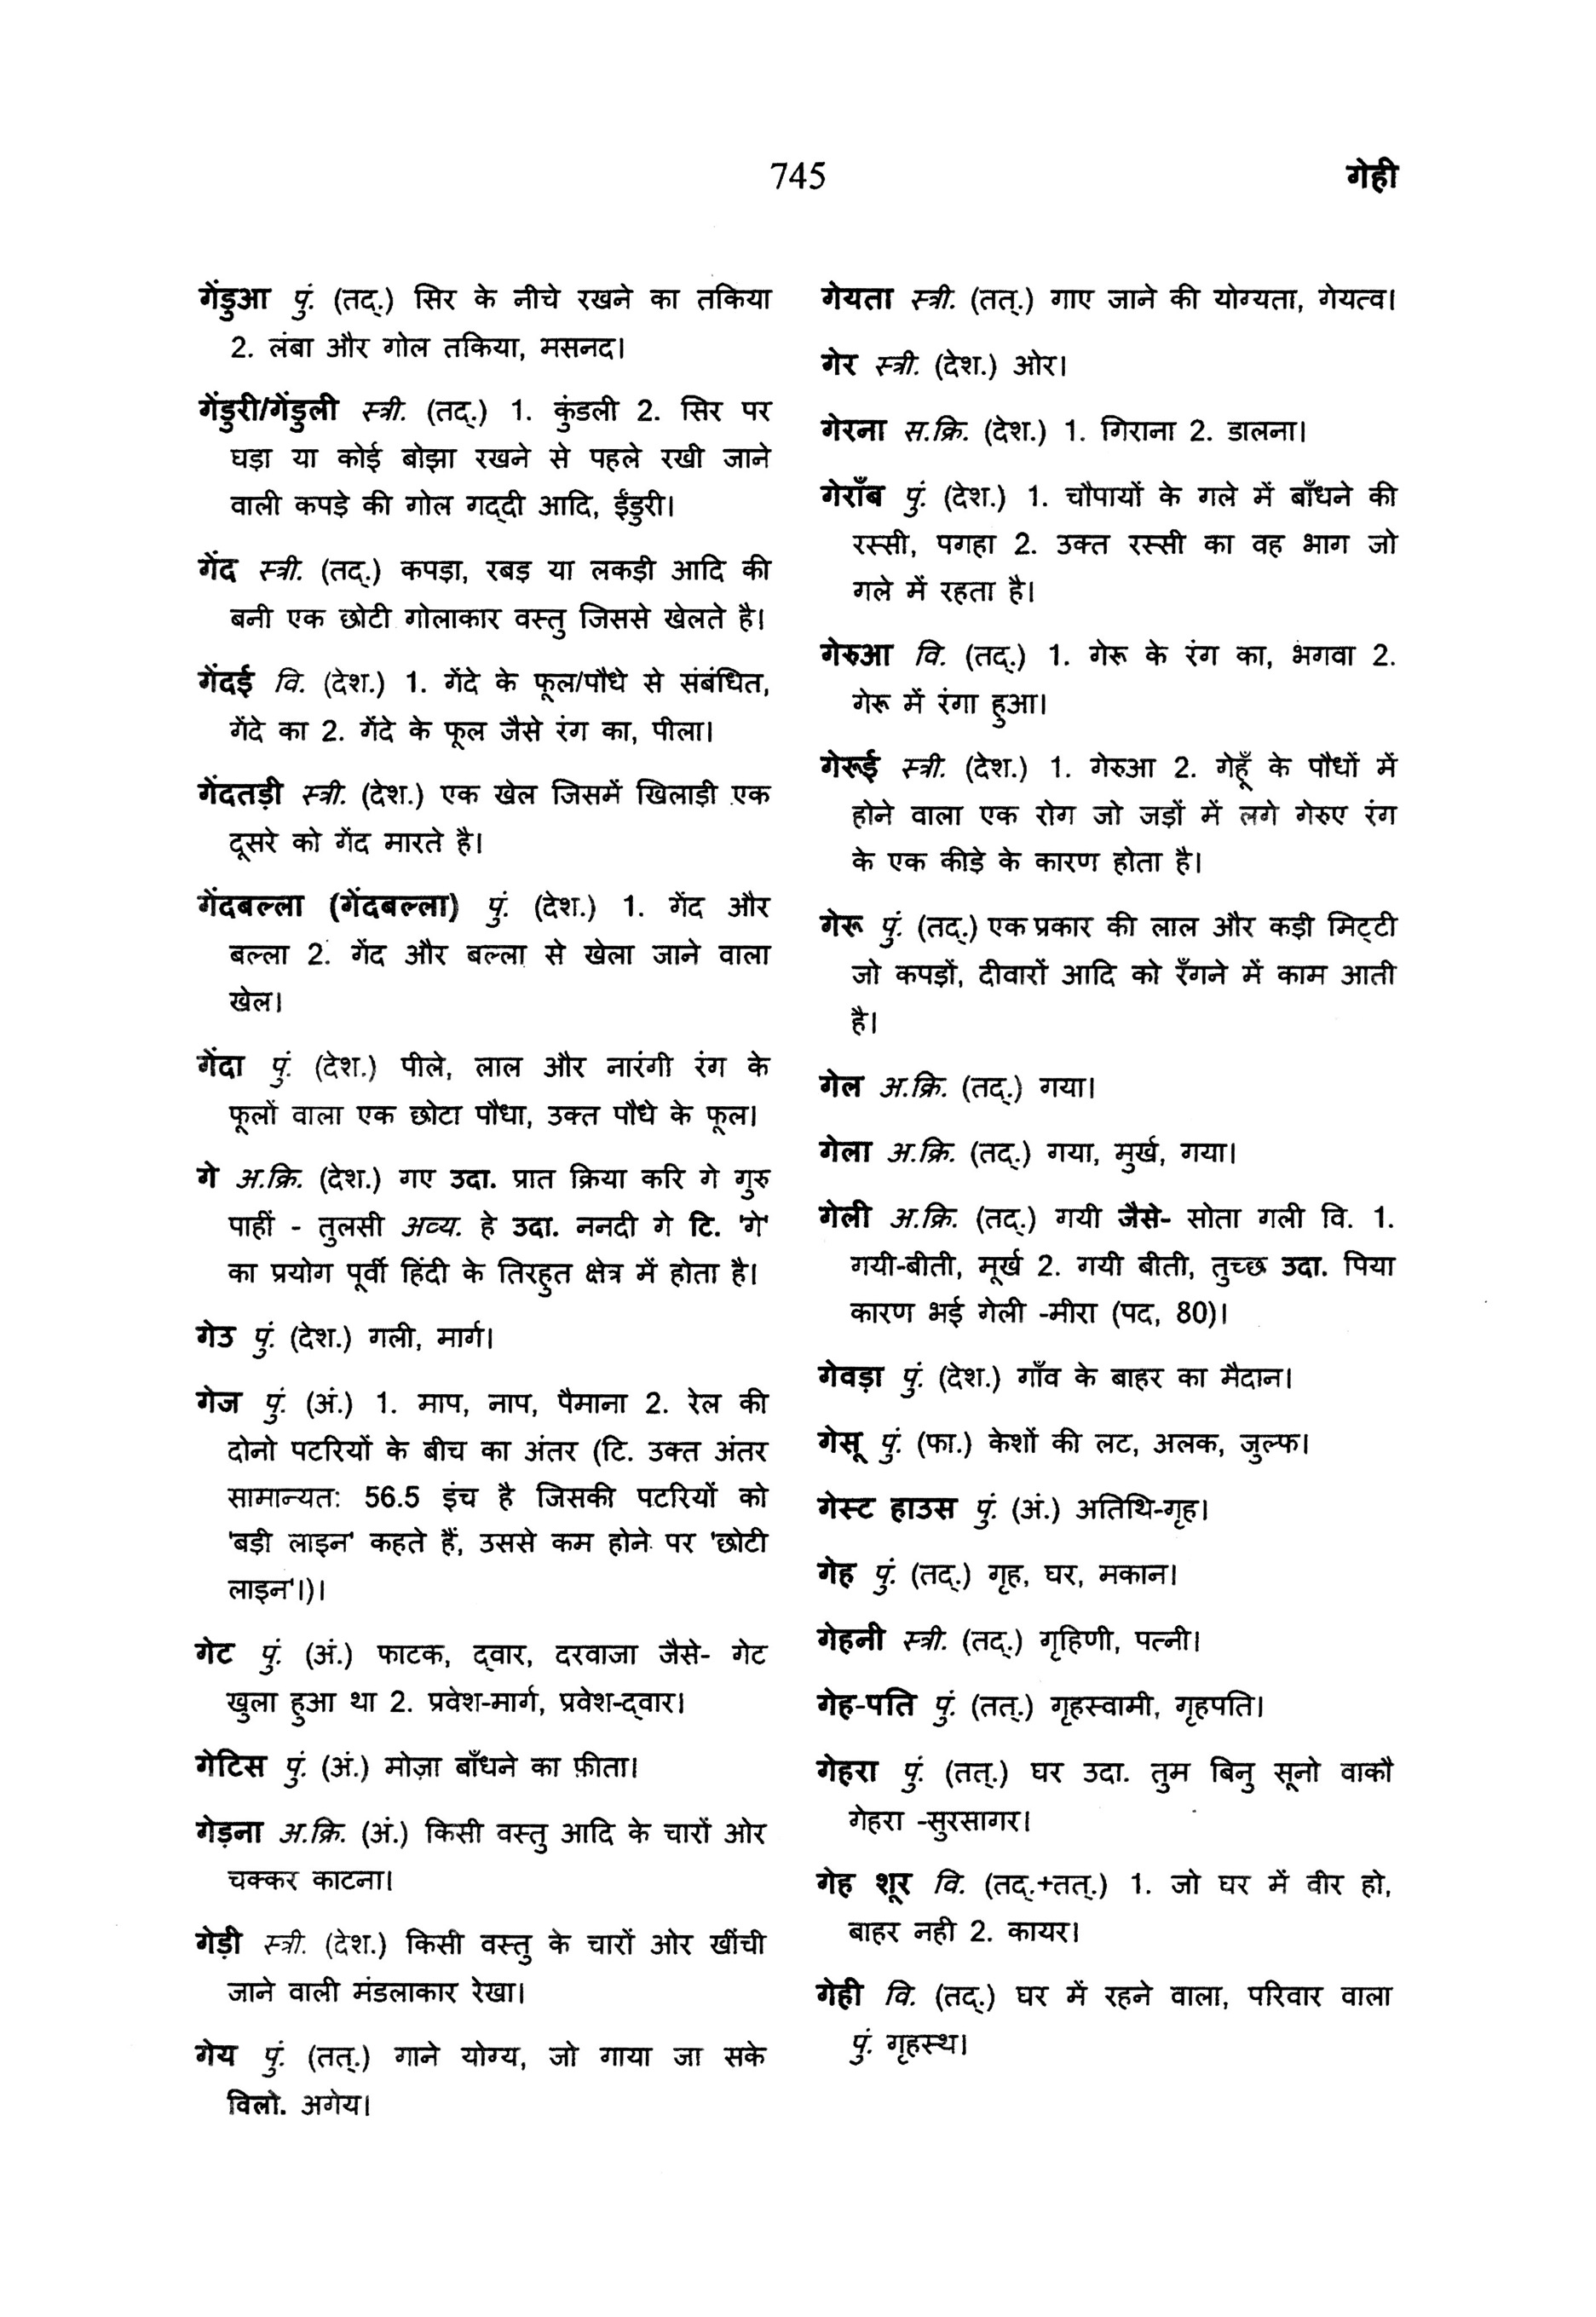 745
गेही
गेंडुआ पुं. (तद्.) सिर के नीचे रखने का तकिया
2. लंबा और गोल तकिया, मसनद।
गेंडुरी/गेंडुली स्त्री. (तद्.) 1. कुंडली 2. सिर पर
घड़ा या कोई बोझा रखने से पहले रखी जाने
वाली कपड़े की गोल गद्‌दी आदि, ईंडुरी।
गेंद स्त्री. (तद्.) कपड़ा, रबड़ या लकड़ी आदि की
बनी एक छोटी गोलाकार वस्तु जिससे खेलते है।
गेंदई वि. (देश.) 1. गेंदे के फूल/पौधे से संबंधित,
गेंदे का 2. गेंदे के फूल जैसे रंग का, पीला।
गेंदतड़ी स्त्री. (देश.) एक खेल जिसमें खिलाड़ी एक
दूसरे को गेंद मारते है।
गेंदबल्ला (गेंदबल्ला) पुं. (देश.) 1. गेंद और
बल्ला 2. गेंद और बल्ला से खेला जाने वाला
खेल।
गेंदा पुं. (देश.) पीले, लाल और नारंगी रंग के
फूलों वाला एक छोटा पौधा, उक्त पौधे के फूल।
गे अ.क्रि. (देश.) गए उदा. प्रात क्रिया करि गे गुरु
पाहीं - तुलसी अव्य. हे उदा. ननदी गे टि. 'गे'
का प्रयोग पूर्वी हिंदी के तिरहुत क्षेत्र में होता है।
गेउ पुं. (देश.) गली, मार्ग।
गेज पुं. (अं.) 1. माप, नाप, पैमाना 2. रेल की
दोनो पटरियों के बीच का अंतर (टि. उक्त अंतर
सामान्यतः 56.5 इंच है जिसकी पटरियों को
'बड़ी लाइन' कहते हैं, उससे कम होने पर 'छोटी
लाइन'।)।
गेट पुं. (अं.) फाटक, द्‌वार, दरवाजा जैसे- गेट
खुला हुआ था 2. प्रवेश-मार्ग, प्रवेश-द्‌वार।
गेटिस पुं. (अं.) मोज़ा बाँधने का फ़ीता।
गेड़ना अ.क्रि. (अं.) किसी वस्तु आदि के चारों ओर
चक्कर काटना।
गेड़ी स्त्री. (देश.) किसी वस्तु के चारों ओर खींची
जाने वाली मंडलाकार रेखा।
गेय पुं. (तत्.) गाने योग्य, जो गाया जा सके
विलो. अगेय।
गेयता स्त्री. (तत्.) गाए जाने की योग्यता, गेयत्व।
गेर स्त्री. (देश.) ओर।
गेरना स.क्रि. (देश.) 1. गिराना 2. डालना।
गेराँब पुं. (देश.) 1. चौपायों के गले में बाँधने की
रस्सी, पगहा 2. उक्त रस्सी का वह भाग जो
गले में रहता है।
गेरुआ वि. (तद्.) 1. गेरू के रंग का, भगवा 2.
गेरू में रंगा हुआ।
गेरूई स्त्री. (देश.) 1. गेरुआ 2. गेहूँ के पौधों में
होने वाला एक रोग जो जड़ों में लगे गेरुए रंग
के एक कीड़े के कारण होता है।
गेरू पुं. (तद्.) एक प्रकार की लाल और कड़ी मिट्‌टी
जो कपड़ों, दीवारों आदि को रँगने में काम आती
है।
गेल अ.क्रि. (तद्.) गया।
गेला अ.क्रि. (तद्.) गया, मुर्ख, गया।
गेली अ.क्रि. (तद्.) गयी जैसे- सोता गली वि. 1.
गयी-बीती, मूर्ख 2. गयी बीती, तुच्छ उदा. पिया
कारण भई गेली -मीरा (पद, 80)।
गेवड़ा पुं. (देश.) गाँव के बाहर का मैदान।
गेसू पुं. (फा.) केशों की लट, अलक, जुल्फ।
गेस्ट हाउस पुं. (अं.) अतिथि-गृह।
गेह पुं. (तद्.) गृह, घर, मकान।
गेहनी स्त्री. (तद्.) गृहिणी, पत्नी।
गेह-पति पुं. (तत्.) गृहस्वामी, गृहपति।
गेहरा पुं. (तत्.) घर उदा. तुम बिनु सूनो वाकौ
गेहरा -सुरसागर।
गेह शूर वि. (तद्.+तत्.) 1. जो घर में वीर हो,
बाहर नही 2. कायर।
गेही वि. (तद्.) घर में रहने वाला, परिवार वाला
पुं. गृहस्थ।